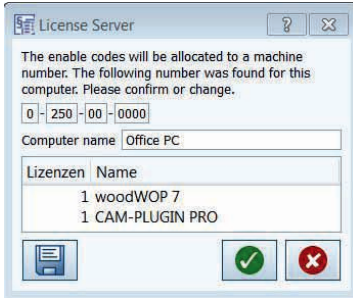 License Server
The enable codes will be allocated to a machine
number. The following number was found for this
computer. Please confirm or change.
0 - 250 - 00 - 0000
Computer name Office PC
Lizenzen Name
1 woodWOP 7
1 CAM-PLUGIN PRO